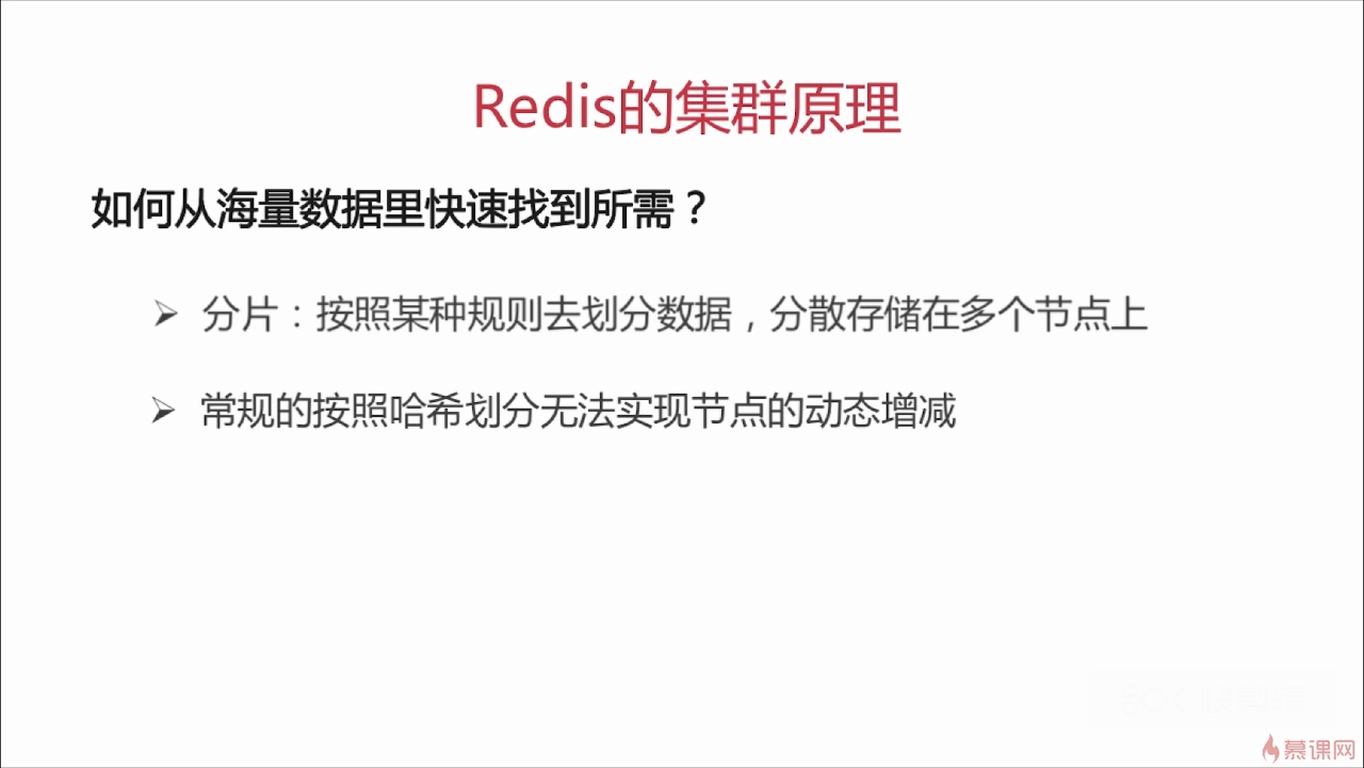 Redis的集群原理
如何从海量数据里快速找到所需？
➢ 分片：按照某种规则去划分数据，分散存储在多个节点上
➢ 常规的按照哈希划分无法实现节点的动态增减
慕课网